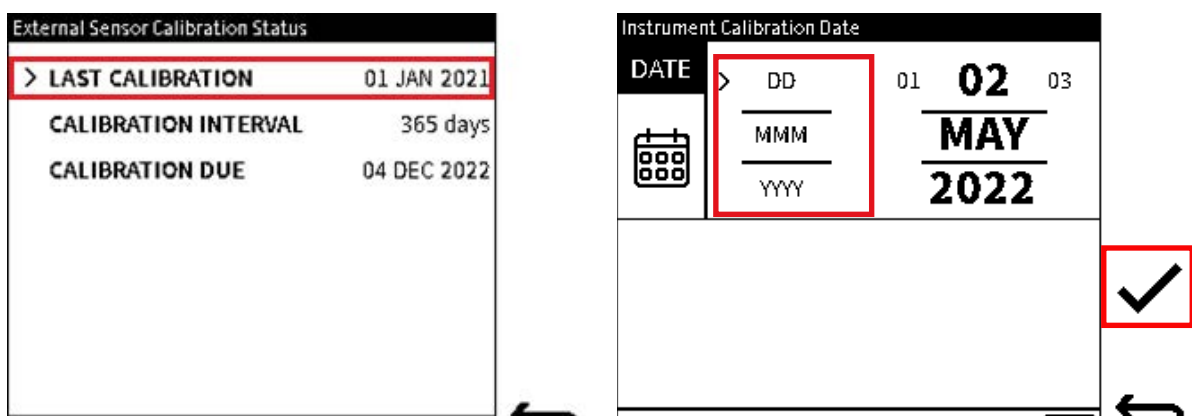 External Sensor Calibration Status
> LAST CALIBRATION 01 JAN 2021
CALIBRATION INTERVAL 365 days
CALIBRATION DUE 04 DEC 2022
Instrument Calibration Date
DATE
> DD 01 02 03
MMM MAY
YYYY 2022